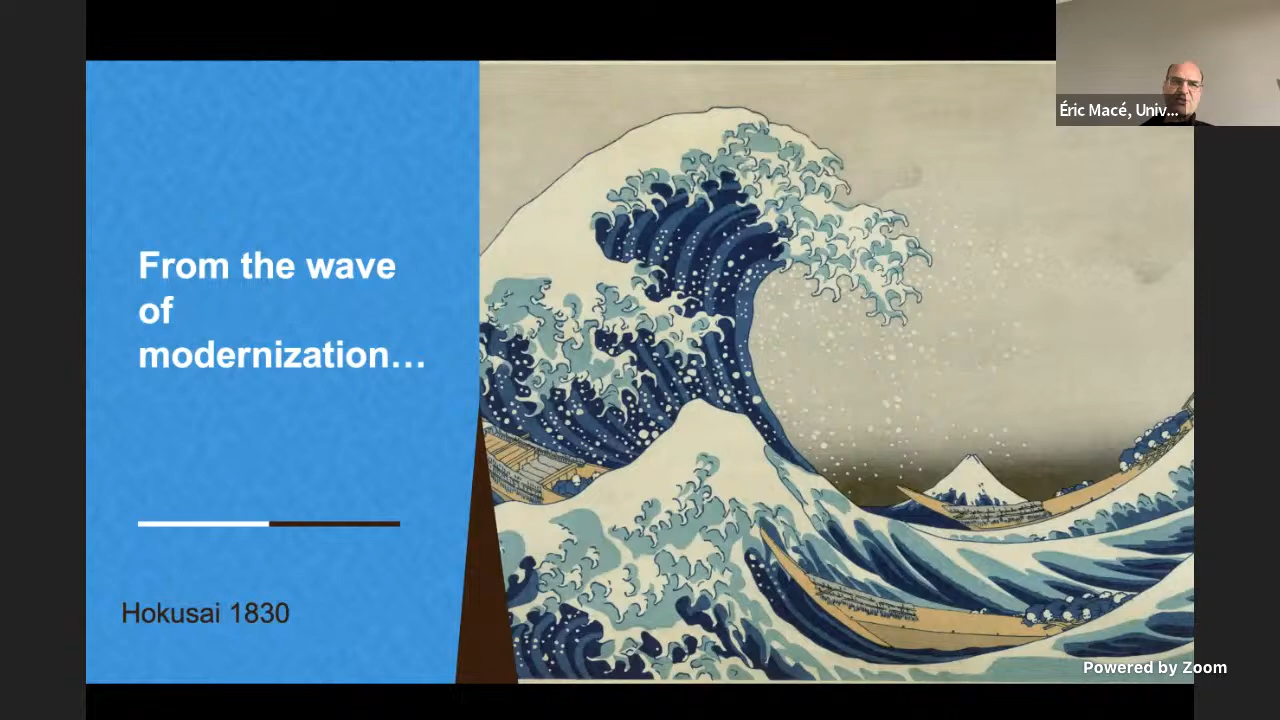 From the wave
of
modernization…
Hokusai 1830
Éric Macé, Univ...
Powered by Zoom